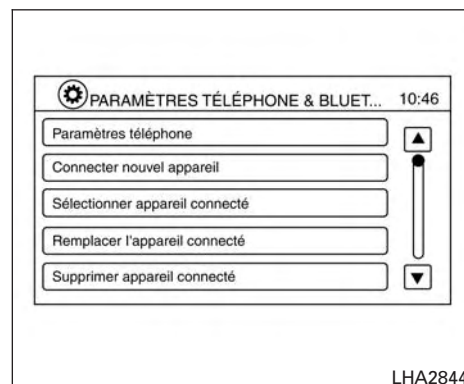 PARAMÈTRES TÉLÉPHONE & BLUET... 10:46
Paramètres téléphone
Connecter nouvel appareil
Sélectionner appareil connecté
Remplacer l'appareil connecté
Supprimer appareil connecté
LHA2844